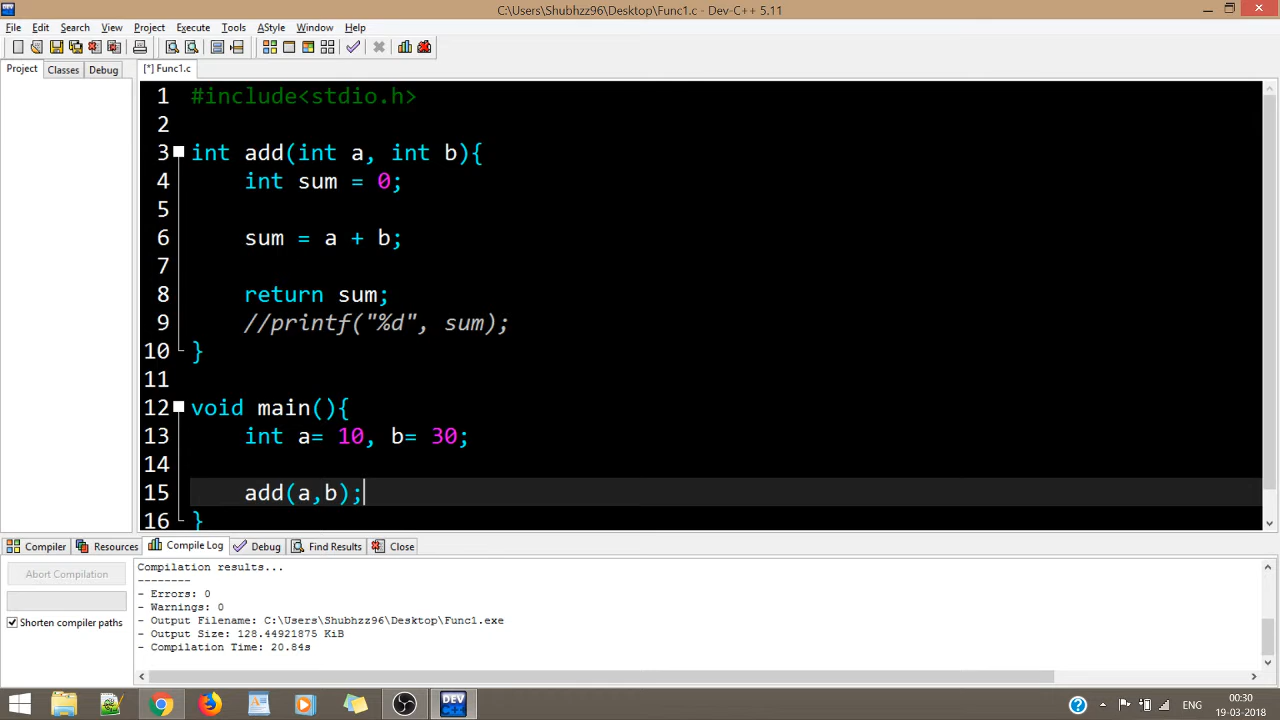 C:\Users\Shubhzz96\Desktop\Func1.c - Dev-C++ 5.11
File Edit Search View Project Execute Tools AStyle Window Help
Project Classes Debug [*] Func1.c
1 #include<stdio.h>
2
3 int add(int a, int b){
4 int sum = 0;
5
6 sum = a + b;
7
8 return sum;
9 //printf("%d", sum);
10 }
11
12 void main(){
13 int a= 10, b= 30;
14
15 add(a,b);
16 }
Compiler Resources Compile Log Debug Find Results Close
Abort Compilation
Shorten compiler paths
Compilation results...
--------
- Errors: 0
- Warnings: 0
- Output Filename: C:\Users\Shubhzz96\Desktop\Func1.exe
- Output Size: 128.44921875 KiB
- Compilation Time: 20.84s
DEV
ENG
00:30
19-03-2018